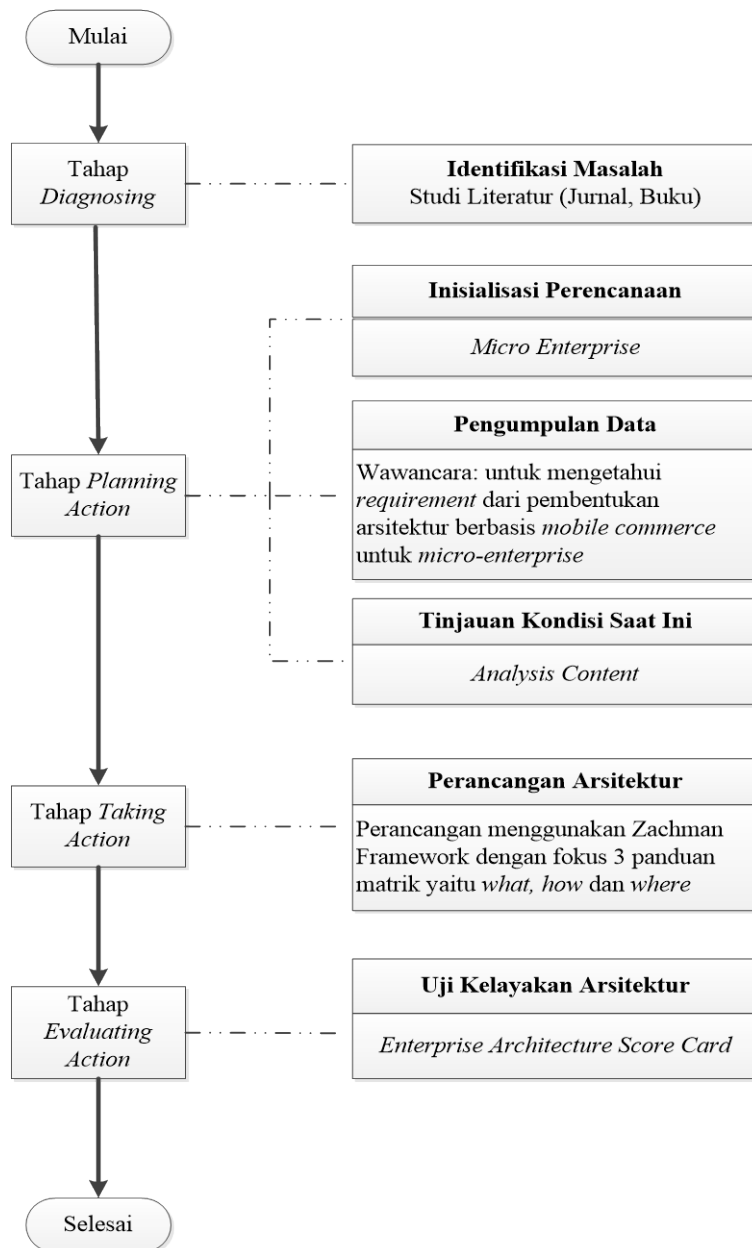 Mulai
Tahap
Diagnosing
Identifikasi Masalah
Studi Literatur (Jurnal, Buku)
Inisialisasi Perencanaan
Micro Enterprise
Tahap Planning
Action
Pengumpulan Data
Wawancara: untuk mengetahui
requirement dari pembentukan
arsitektur berbasis mobile commerce
untuk micro-enterprise
Tinjauan Kondisi Saat Ini
Analysis Content
Tahap Taking
Action
Perancangan Arsitektur
Perancangan menggunakan Zachman
Framework dengan fokus 3 panduan
matrik yaitu what, how dan where
Tahap
Evaluating
Action
Uji Kelayakan Arsitektur
Enterprise Architecture Score Card
Selesai